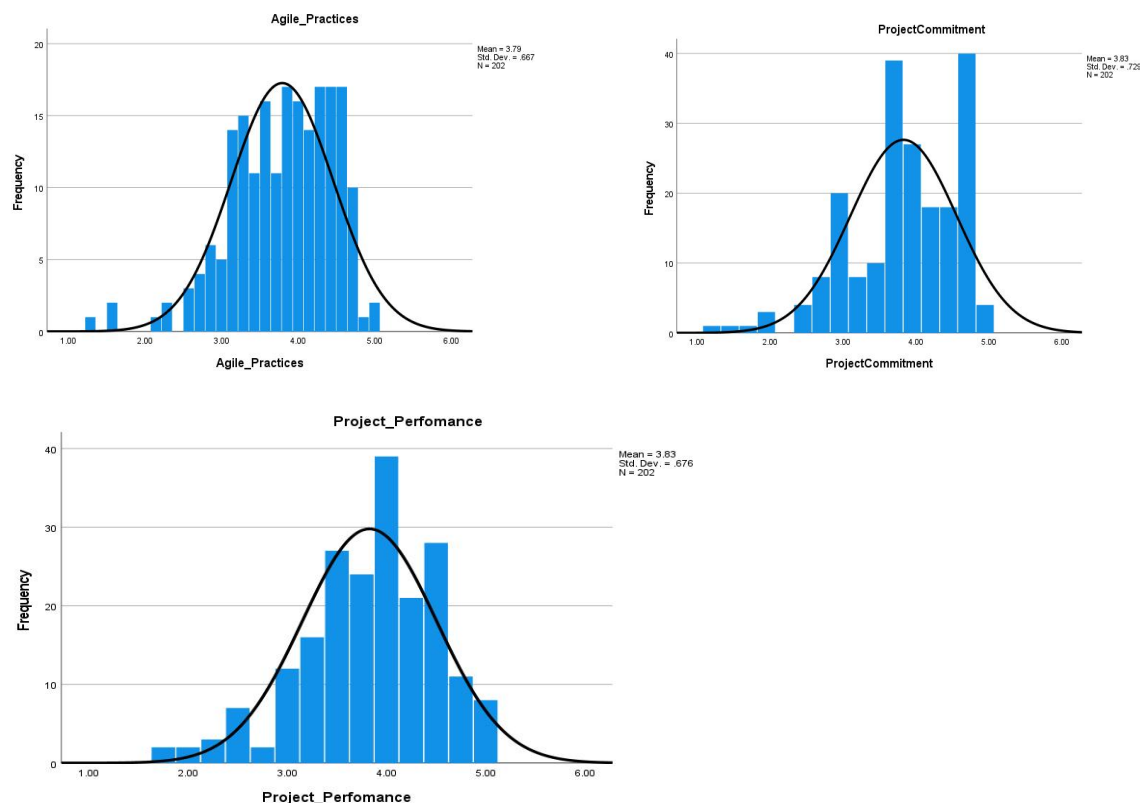 Agile_Practices
Mean = 3.79
Std. Dev. = .667
N = 202
20
15
10
5
0
Frequency
1.00 2.00 3.00 4.00 5.00 6.00
Agile_Practices
ProjectCommitment
Mean = 3.83
Std. Dev. = .729
N = 202
40
30
20
10
0
Frequency
1.00 2.00 3.00 4.00 5.00 6.00
ProjectCommitment
Project_Perfomance
Mean = 3.83
Std. Dev. = .676
N = 202
40
30
20
10
0
Frequency
1.00 2.00 3.00 4.00 5.00 6.00
Project_Perfomance